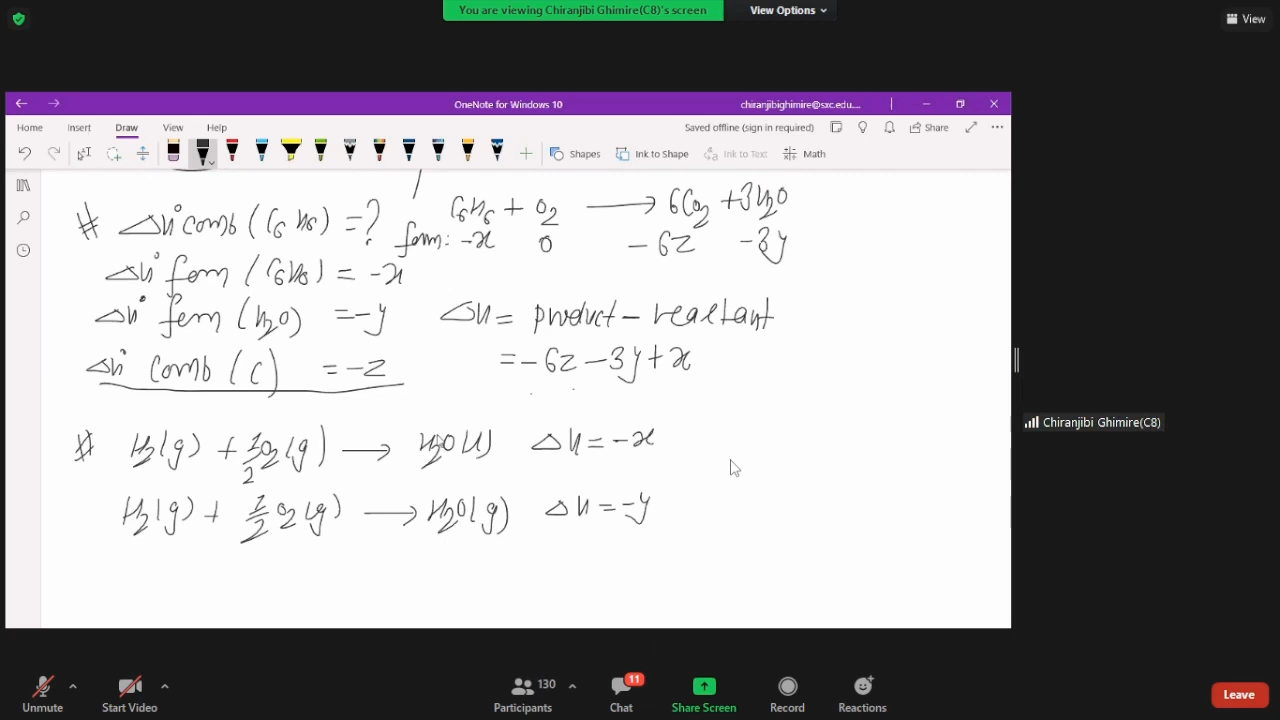 You are viewing Chiranjibi Ghimire(C8)'s screen
View Options
View
OneNote for Windows 10
chiranjibighimire@sxc.edu....
Home Insert Draw View Help
Saved offline (sign in required)
Share
Shapes
Ink to Shape
Ink to Text
Math
# ΔH° comb (C6H6) = ?
C6H6 + O2 → 6CO2 + 3H2O
form: -x 0 -6z -3y
ΔH° form (C6H6) = -x
ΔH° form (H2O) = -y
ΔH = product - reactant
ΔH° comb (C) = -z
= -6z - 3y + x
# H2(g) + 1/2 O2(g) → H2O(l) ΔH = -x
H2(g) + 1/2 O2(g) → H2O(g) ΔH = -y
Chiranjibi Ghimire(C8)
Unmute
Start Video
130
Participants
11
Chat
Share Screen
Record
Reactions
Leave